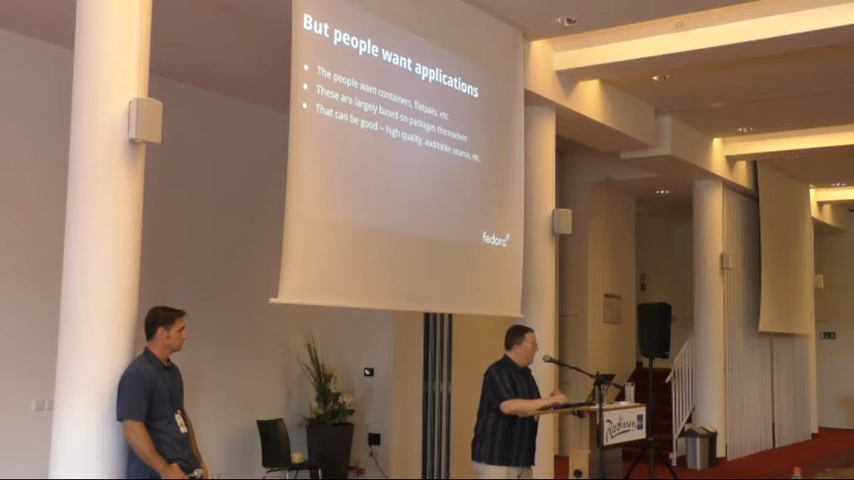 But people want applications
The people want containers, flatpaks, etc.
These are largely based on packages themselves
That can be good – high quality, auditable source, etc
fedora
Radisson